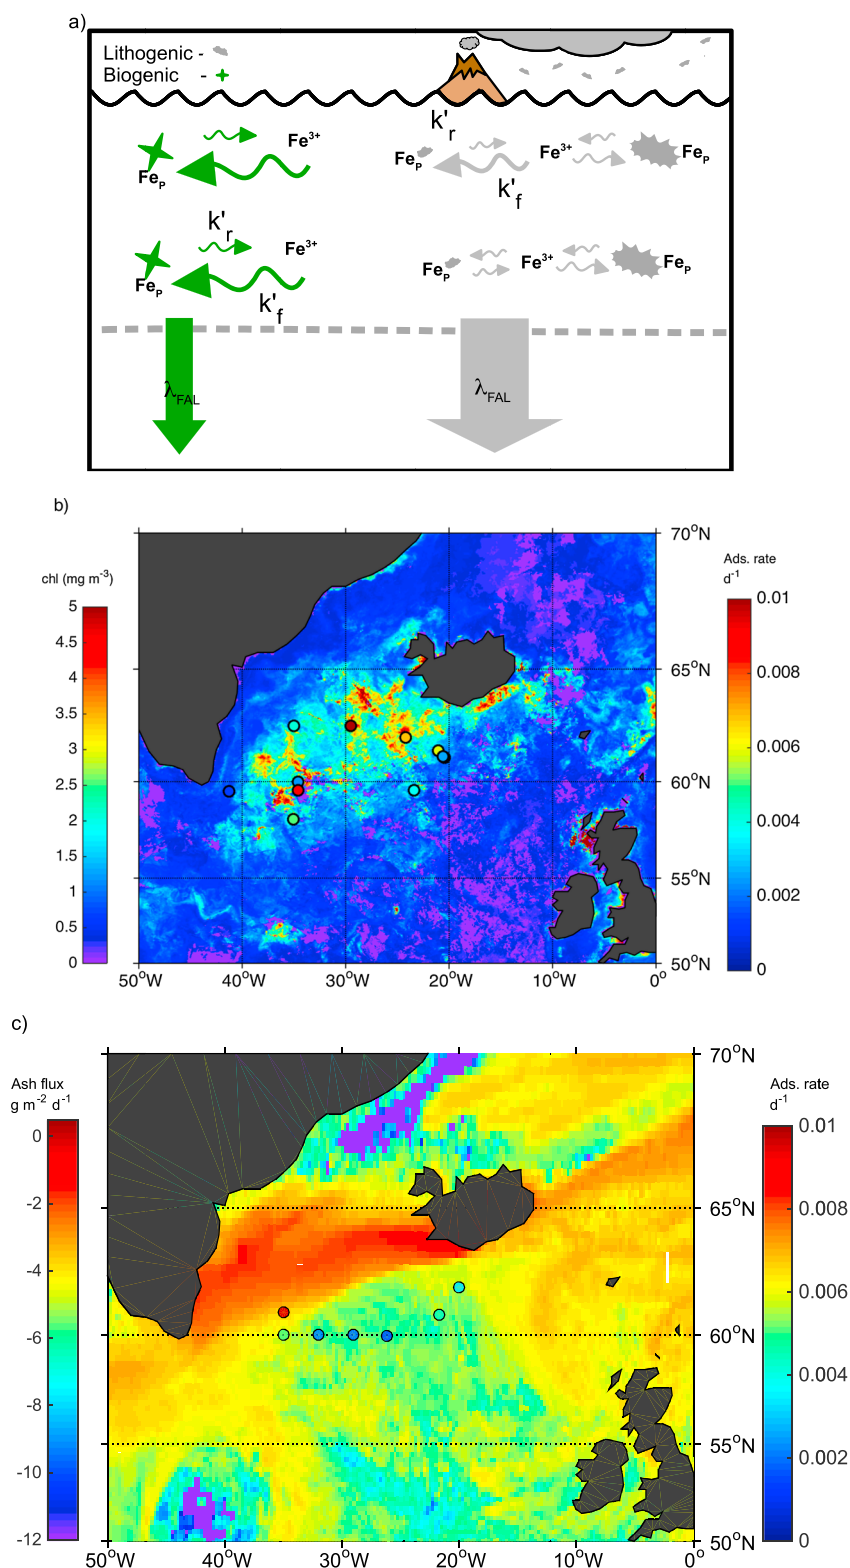 a)
Lithogenic -
Biogenic -
k'r
Fe3+
Fe3+
FeP
FeP
FeP
k'f
k'r
Fe3+
Fe3+
FeP
FeP
FeP
k'f
λFAL
λFAL
b)
chl (mg m-3)
Ads. rate
d-1
70°N
5
0.01
4.5
4
0.008
65°N
3.5
3
0.006
2.5
60°N
2
0.004
1.5
55°N
1
0.002
0.5
0
0
50°N
50°W
40°W
30°W
20°W
10°W
0°
c)
70°N
Ash flux
g m-2 d-1
Ads. rate
d-1
0
0.01
-2
65°N
0.008
-4
0.006
-6
60°N
-8
0.004
55°N
-10
0.002
-12
50°N
0
50°W
40°W
30°W
20°W
10°W
0°